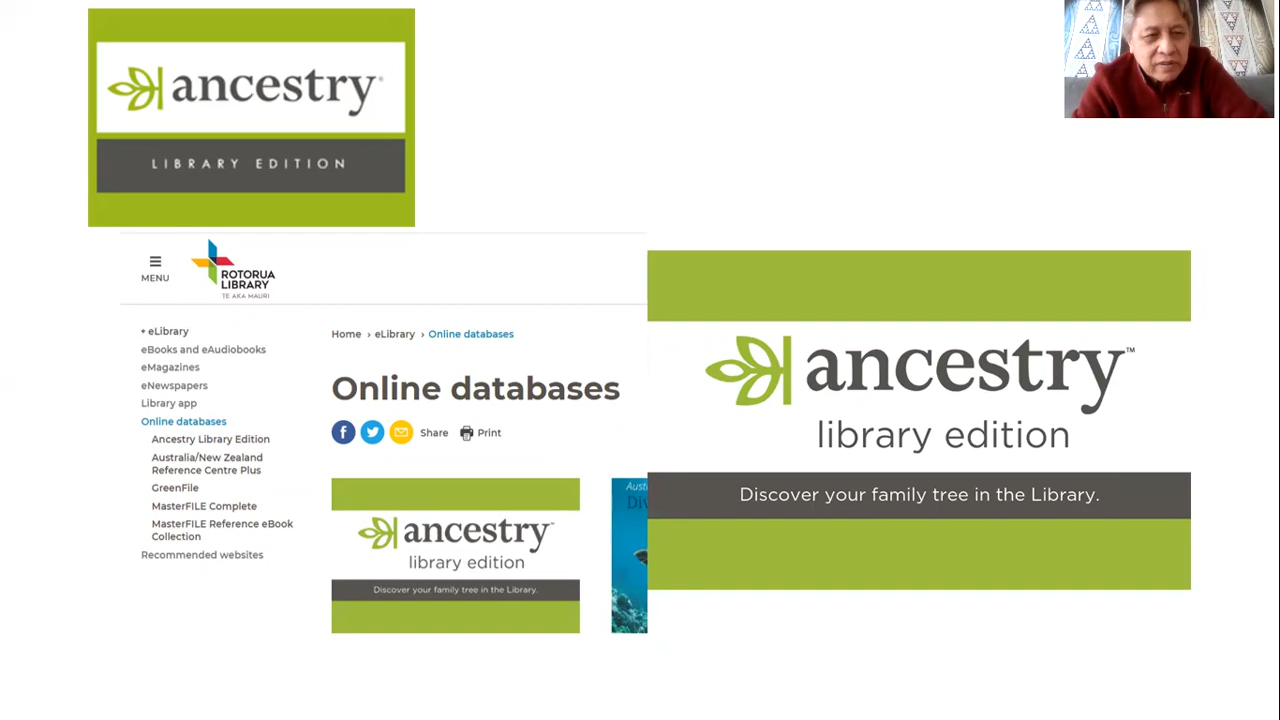 ancestry®
LIBRARY EDITION
MENU
ROTORUA
LIBRARY
TE AKA MAURI
eLibrary
eBooks and eAudiobooks
eMagazines
eNewspapers
Library app
Online databases
Ancestry Library Edition
Australia/New Zealand
Reference Centre Plus
GreenFile
MasterFILE Complete
MasterFILE Reference eBook
Collection
Recommended websites
Home › eLibrary › Online databases
Online databases
Share Print
ancestry™
library edition
Discover your family tree in the Library.
ancestry™
library edition
Discover your family tree in the Library.